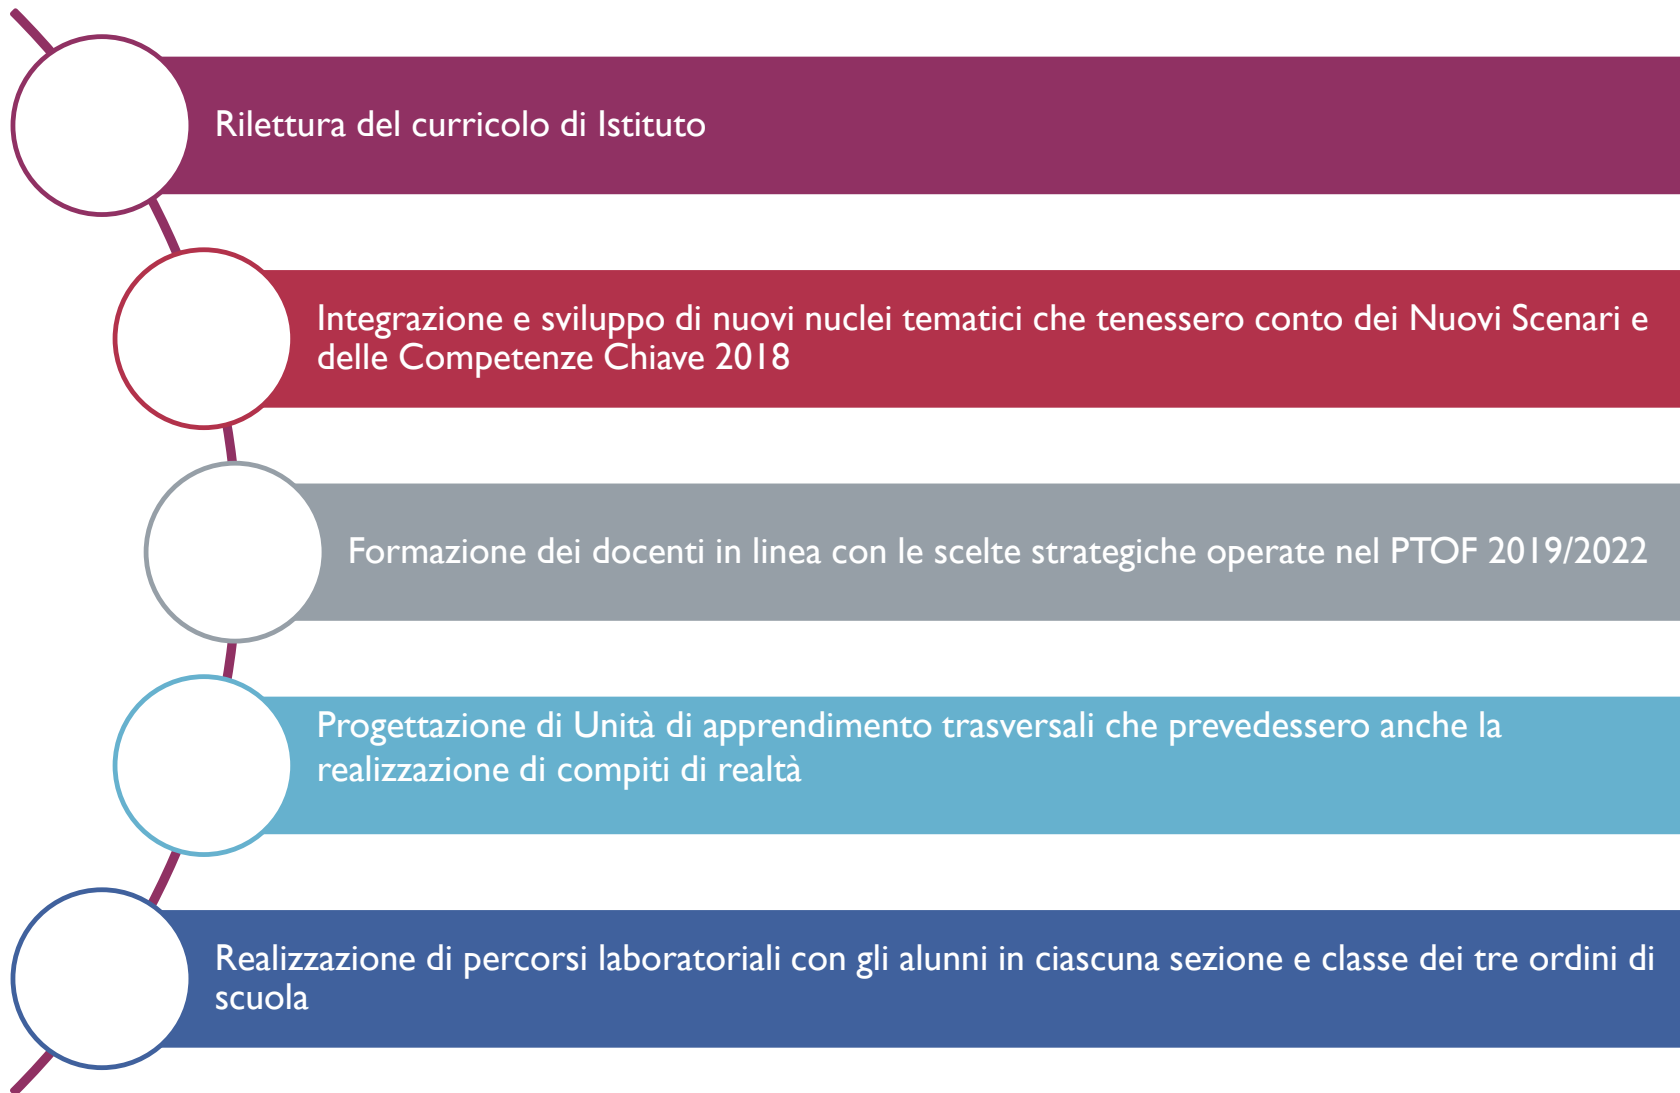 Rilettura del curricolo di Istituto
Integrazione e sviluppo di nuovi nuclei tematici che tenessero conto dei Nuovi Scenari e
delle Competenze Chiave 2018
Formazione dei docenti in linea con le scelte strategiche operate nel PTOF 2019/2022
Progettazione di Unità di apprendimento trasversali che prevedessero anche la
realizzazione di compiti di realtà
Realizzazione di percorsi laboratoriali con gli alunni in ciascuna sezione e classe dei tre ordini di
scuola